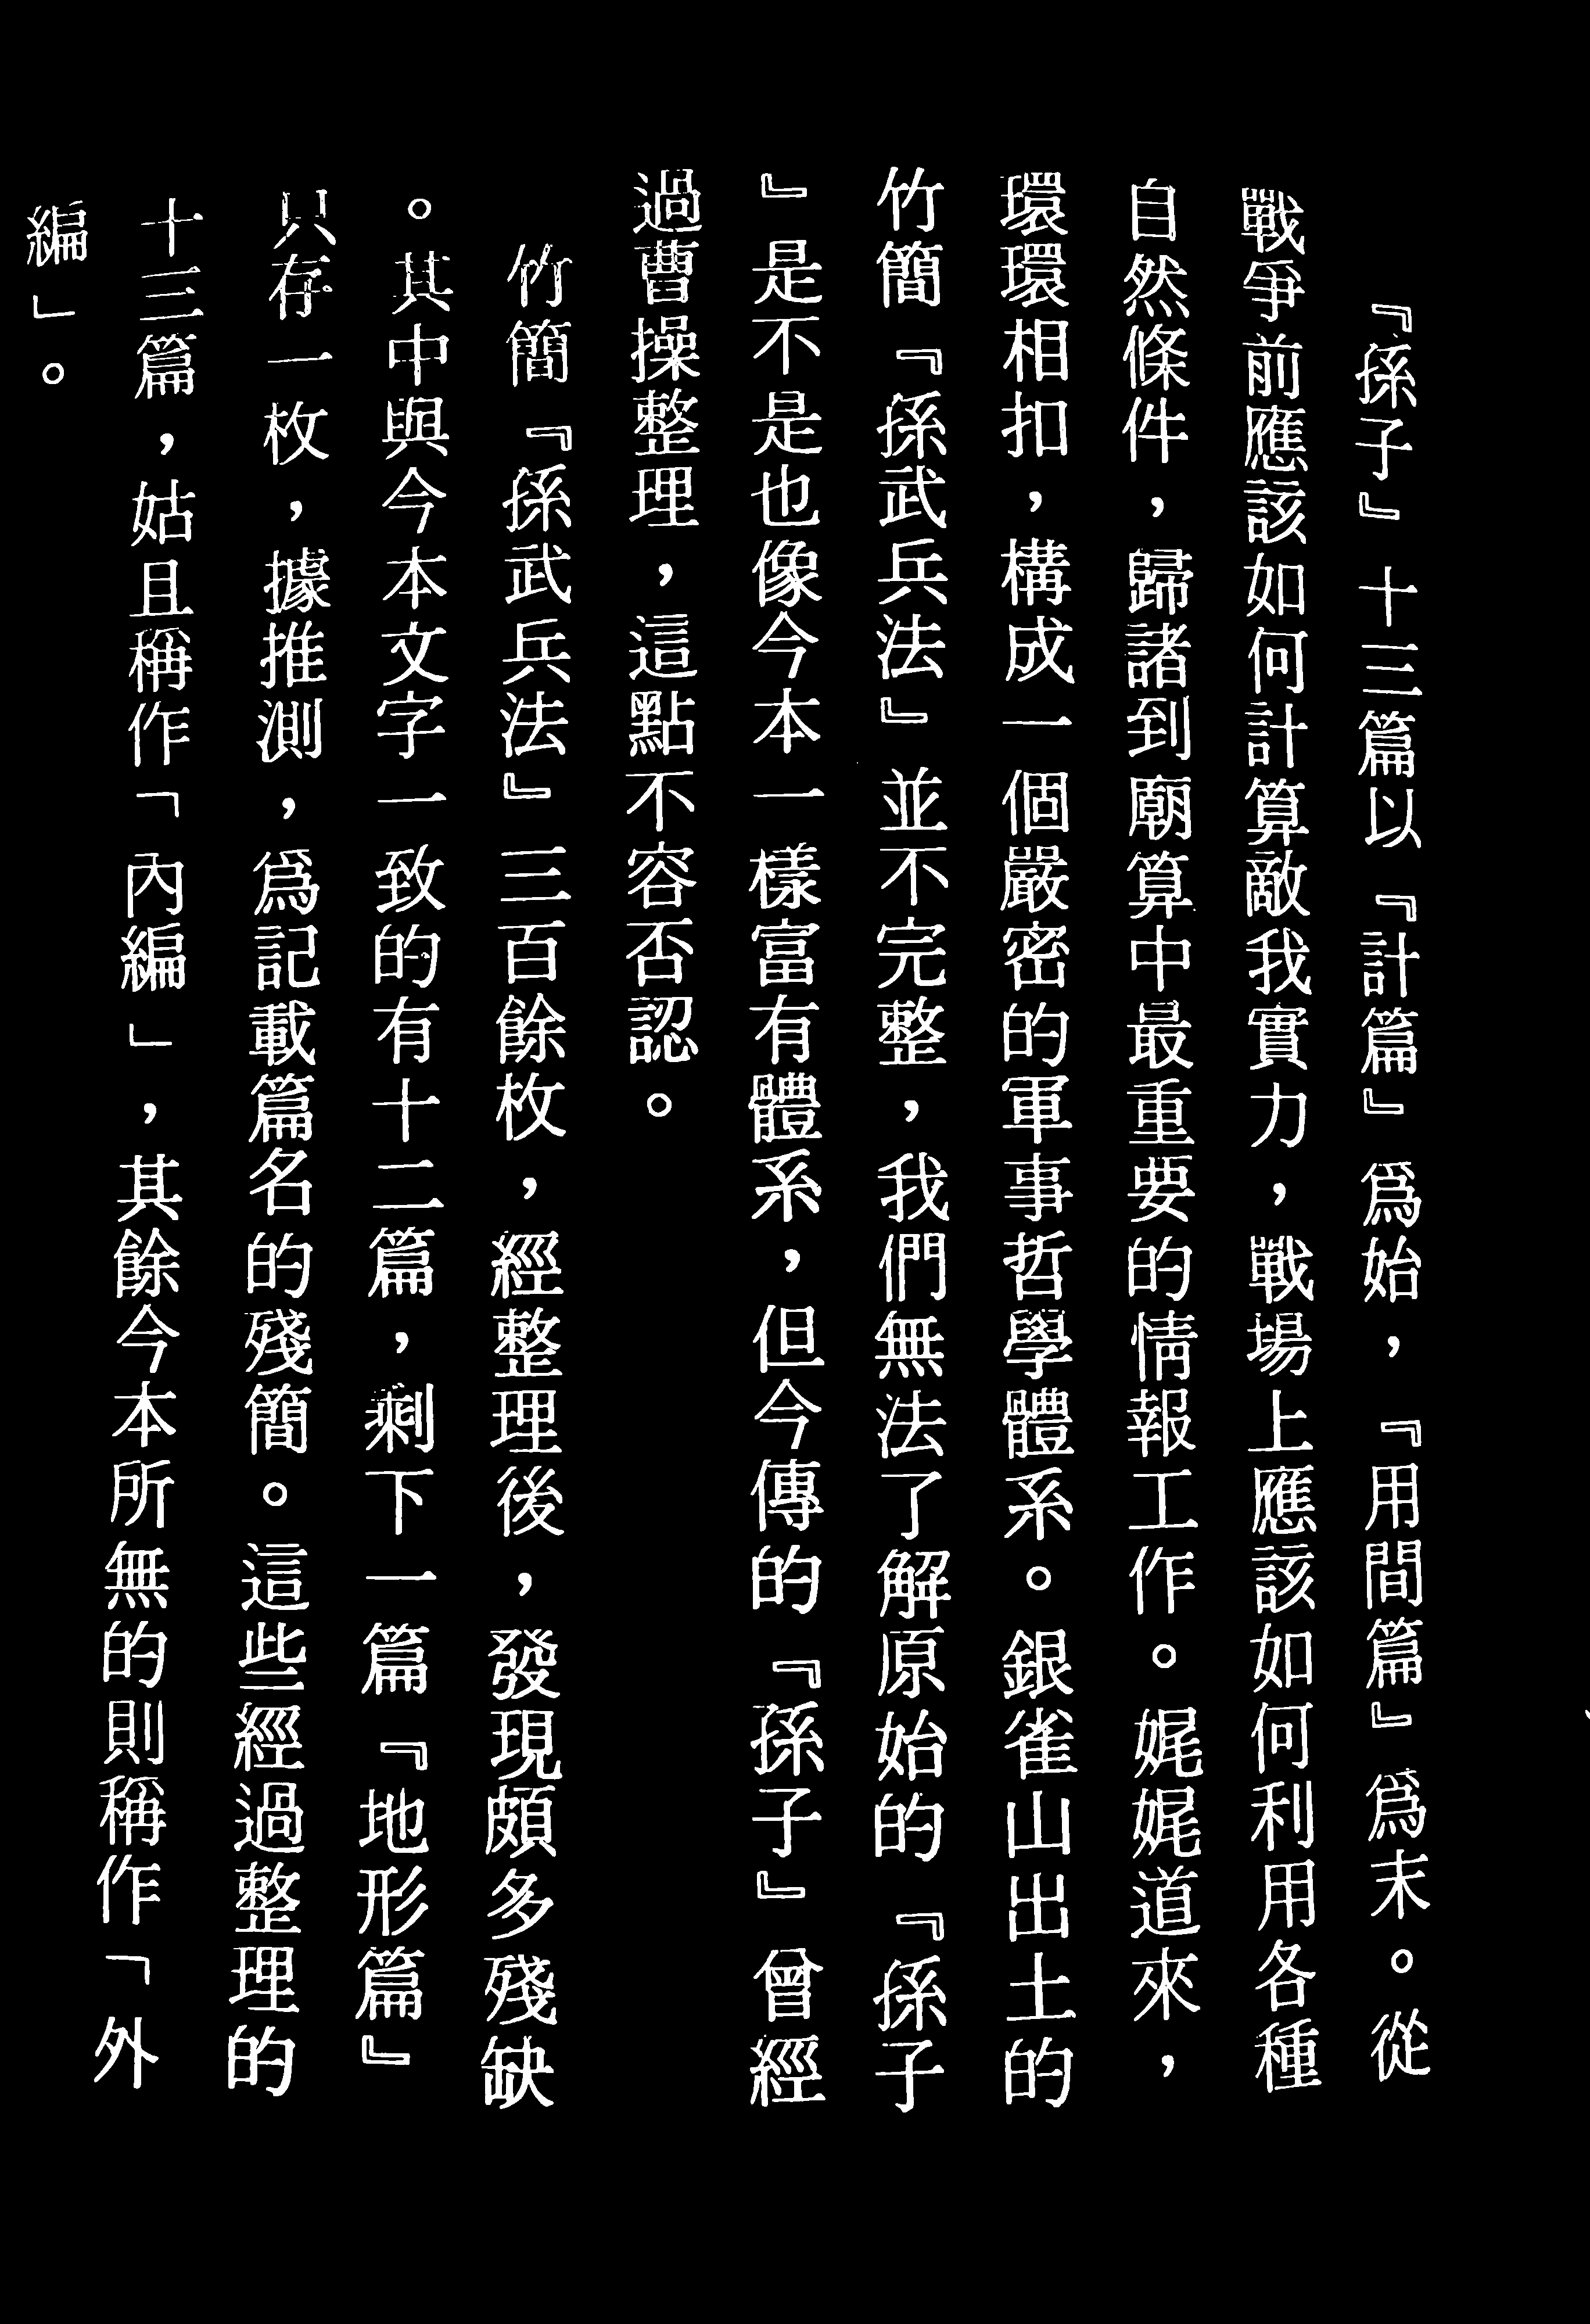 『孫子』十三篇以『計篇』爲始，『用間篇』爲末。從
戰爭前應該如何計算敵我實力，戰場上應該如何利用各種
自然條件，歸諸到廟算中最重要的情報工作。娓娓道來，
環環相扣，構成一個嚴密的軍事哲學體系。銀雀山出土的
竹簡『孫武兵法』並不完整，我們無法了解原始的『孫子
』是不是也像今本一樣富有體系，但今傳的『孫子』曾經
過曹操整理，這點不容否認。
竹簡『孫武兵法』三百餘枚，經整理後，發現頗多殘缺
。其中與今本文字一致的有十二篇，剩下一篇『地形篇』
只存一枚，據推測，爲記載篇名的殘簡。這些經過整理的
十三篇，姑且稱作「內編」，其餘今本所無的則稱作「外
編」。